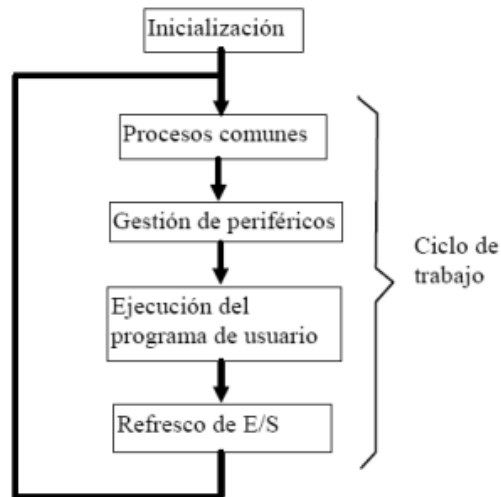 Inicialización
Procesos comunes
Gestión de periféricos
Ciclo de
trabajo
Ejecución del
programa de usuario
Refresco de E/S